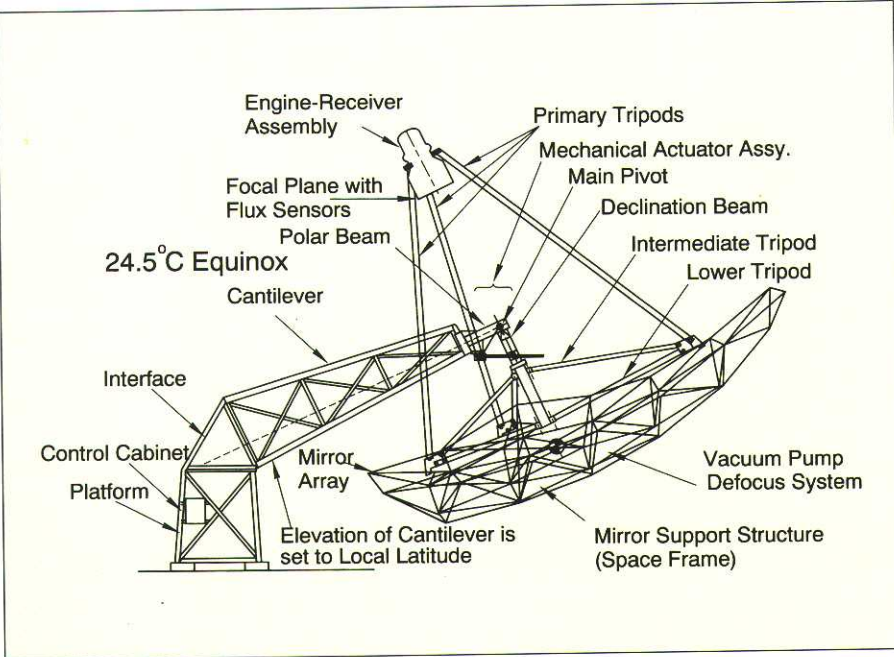 Engine-Receiver
Assembly
Primary Tripods
Mechanical Actuator Assy.
Main Pivot
Focal Plane with
Flux Sensors
Declination Beam
Polar Beam
Intermediate Tripod
24.5°C Equinox
Lower Tripod
Cantilever
Interface
Control Cabinet
Mirror
Array
Vacuum Pump
Defocus System
Platform
Elevation of Cantilever is
set to Local Latitude
Mirror Support Structure
(Space Frame)